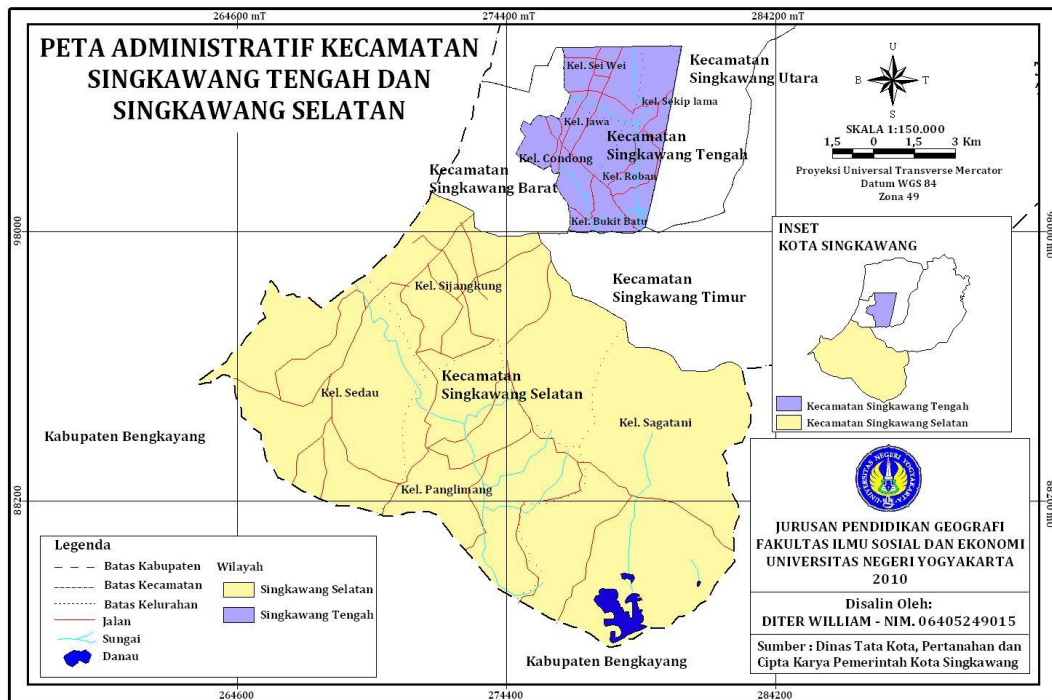 264600 mT
274400 mT
284200 mT
PETA ADMINISTRATIF KECAMATAN
SINGKAWANG TENGAH DAN
SINGKAWANG SELATAN
Kel. Sei Wei
Kecamatan
Singkawang Utara
kel. Sekip lama
Kel. Jawa
Kecamatan
Singkawang Tengah
Kel. Condong
Kecamatan
Singkawang Barat
Kel. Roban
Kel. Bukit Batu
U
B
T
S
SKALA 1:150.000
1,5 0 1,5 3 Km
Proyeksi Universal Transverse Mercator
Datum WGS 84
Zona 49
98000
INSET
KOTA SINGKAWANG
Kecamatan Singkawang Tengah
Kecamatan Singkawang Selatan
Kecamatan
Singkawang Timur
Kel. Sijangkung
Kecamatan
Singkawang Selatan
Kel. Sedau
Kel. Sagatani
Kabupaten Bengkayang
Kel. Panglimang
88200
Legenda
Batas Kabupaten
Batas Kecamatan
Batas Kelurahan
Jalan
Sungai
Danau
Wilayah
Singkawang Selatan
Singkawang Tengah
Kabupaten Bengkayang
UNIVERSITAS NEGERI YOGYAKARTA
JURUSAN PENDIDIKAN GEOGRAFI
FAKULTAS ILMU SOSIAL DAN EKONOMI
UNIVERSITAS NEGERI YOGYAKARTA
2010
Disalin Oleh:
DITER WILLIAM - NIM. 06405249015
Sumber : Dinas Tata Kota, Pertanahan dan
Cipta Karya Pemerintah Kota Singkawang
264600
274400
284200